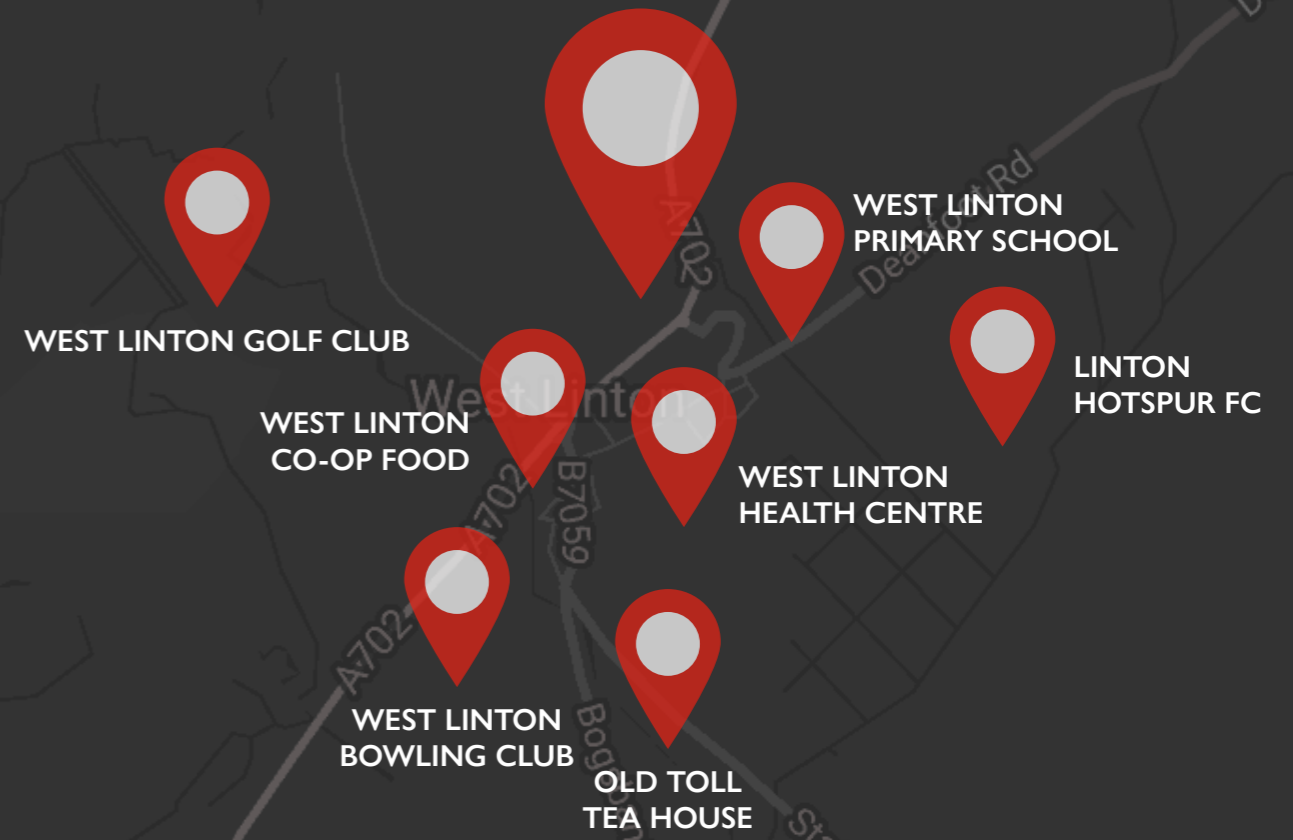 A702
WEST LINTON
PRIMARY SCHOOL
Deanfoot Rd
WEST LINTON GOLF CLUB
LINTON
HOTSPUR FC
West Linton
WEST LINTON
CO-OP FOOD
WEST LINTON
HEALTH CENTRE
A702
B7059
A702
WEST LINTON
BOWLING CLUB
OLD TOLL
TEA HOUSE